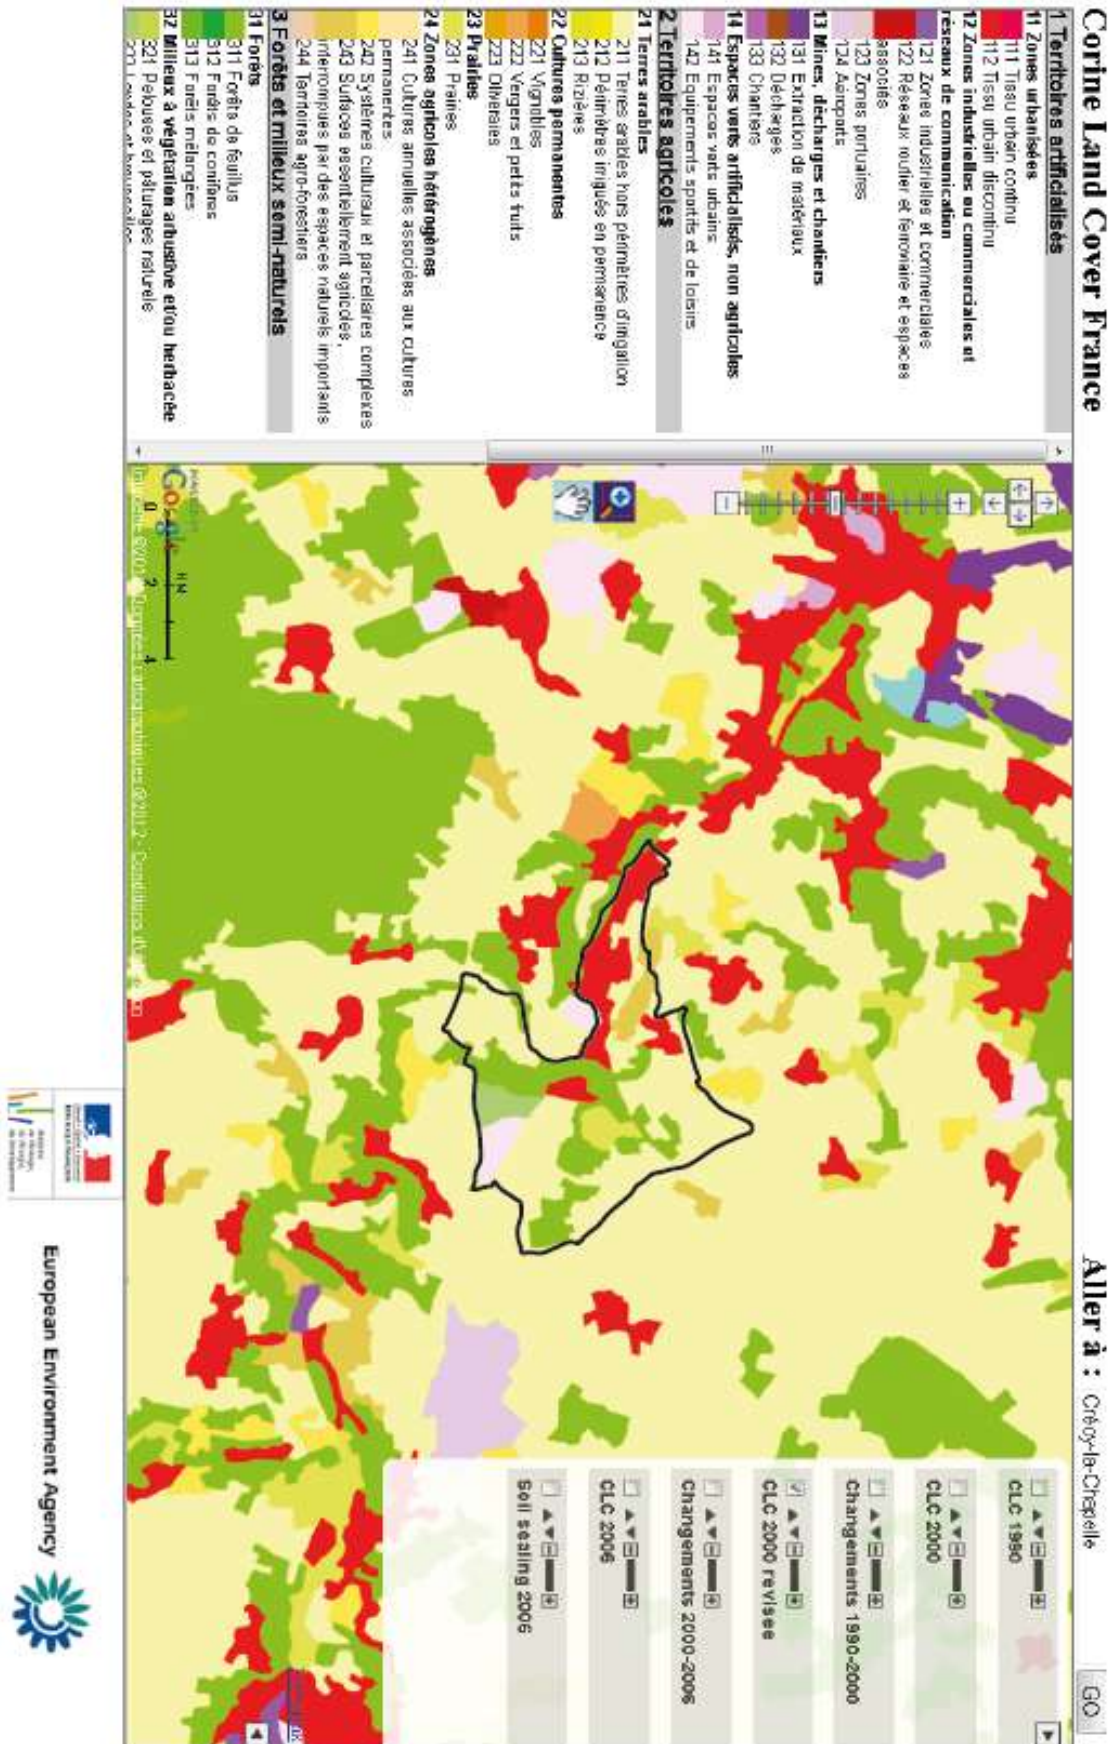 Corine Land Cover France
Aller à : Crécy-la-Chapelle
GO
1 Territoires artificialisés
11 Zones urbanisées
111 Tissu urbain continu
112 Tissu urbain discontinu
12 Zones industrielles ou commerciales et
réseaux de communication
121 Zones industrielles et commerciales
122 Réseaux routier et ferroviaire et espaces
associés
123 Zones portuaires
124 Aéroports
13 Mines, décharges et chantiers
131 Extraction de matériaux
132 Décharges
133 Chantiers
14 Espaces verts artificialisés, non agricoles
141 Espaces verts urbains
142 Equipements sportifs et de loisirs
2 Territoires agricoles
21 Terres arables
211 Terres arables hors périmètres d'irrigation
212 Périmètres irrigués en permanence
213 Rizières
22 Cultures permanentes
221 Vignobles
222 Vergers et petits fruits
223 Oliveraies
23 Prairies
231 Prairies
24 Zones agricoles hétérogènes
241 Cultures annuelles associées aux cultures
permanentes
242 Systèmes culturaux et parcellaires complexes
243 Surfaces essentiellement agricoles,
interrompues par des espaces naturels importants
244 Territoires agro-forestiers
3 Forêts et milieux semi-naturels
31 Forêts
311 Forêts de feuillus
312 Forêts de conifères
313 Forêts mélangées
32 Milieux à végétation arbustive et/ou herbacée
321 Pelouses et pâturages naturels
CLC 1990
CLC 2000
Changements 1990-2000
CLC 2000 revisee
Changements 2000-2006
CLC 2006
Soil sealing 2006
Google
0 2 4
©2012 - Conditions
European Environment Agency